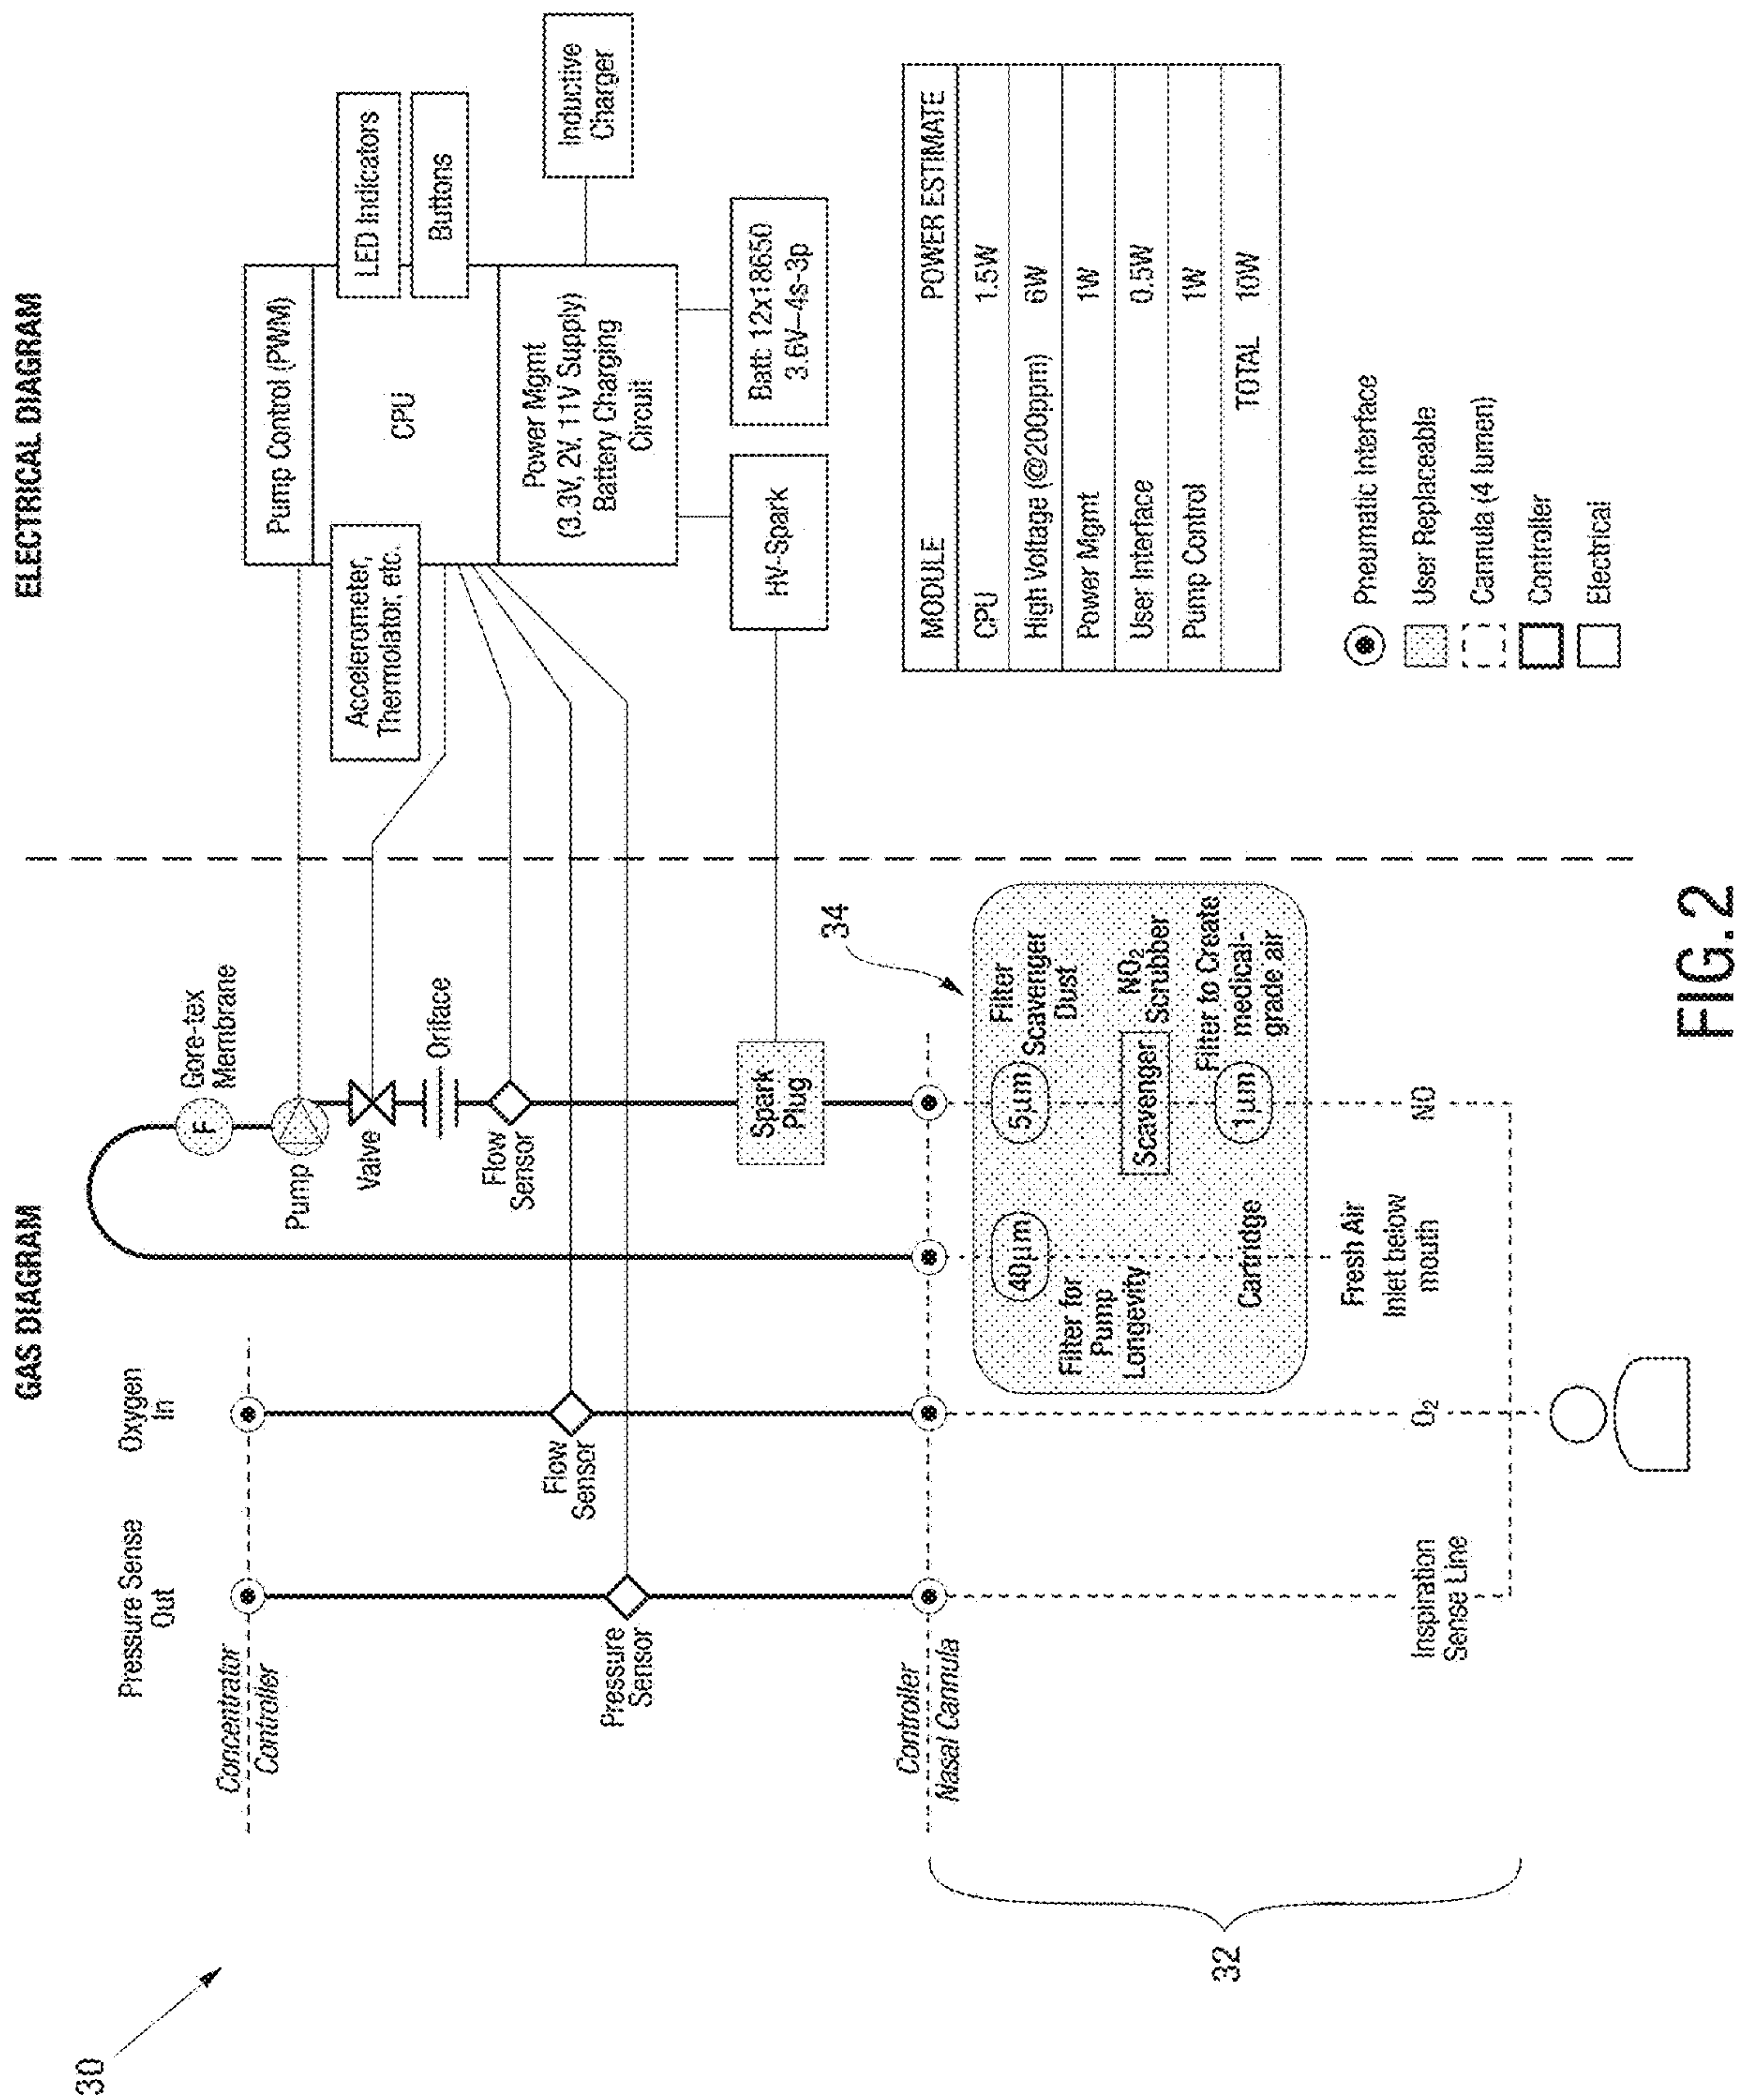 GAS DIAGRAM
ELECTRICAL DIAGRAM
30
Pressure Sense
Out
Oxygen
In
Concentrator
Controller
Gore-tex
Membrane
F
Pump
Valve
Oriface
Flow
Sensor
Flow
Sensor
Pressure
Sensor
Spark
Plug
Controller
Nasal Cannula
34
40µm
Filter for
Pump
Longevity
Cartridge
5µm
Filter
Scavenger
Dust
Scavenger
NO2
Scrubber
1µm
Filter to Create
medical-
grade air
Inspiration
Sense Line
O2
Fresh Air
Inlet below
mouth
NO
32
Pump Control (PWM)
CPU
Accelerometer,
Thermolator, etc.
LED Indicators
Buttons
Power Mgmt
(3.3V, 2V, 11V Supply)
Battery Charging
Circuit
Inductive
Charger
HV-Spark
Batt: 12x18650
3.6V–4s-3p
MODULE POWER ESTIMATE
CPU 1.5W
High Voltage (@200ppm) 6W
Power Mgmt 1W
User Interface 0.5W
Pump Control 1W
TOTAL 10W
Pneumatic Interface
User Replaceable
Cannula (4 lumen)
Controller
Electrical
FIG. 2